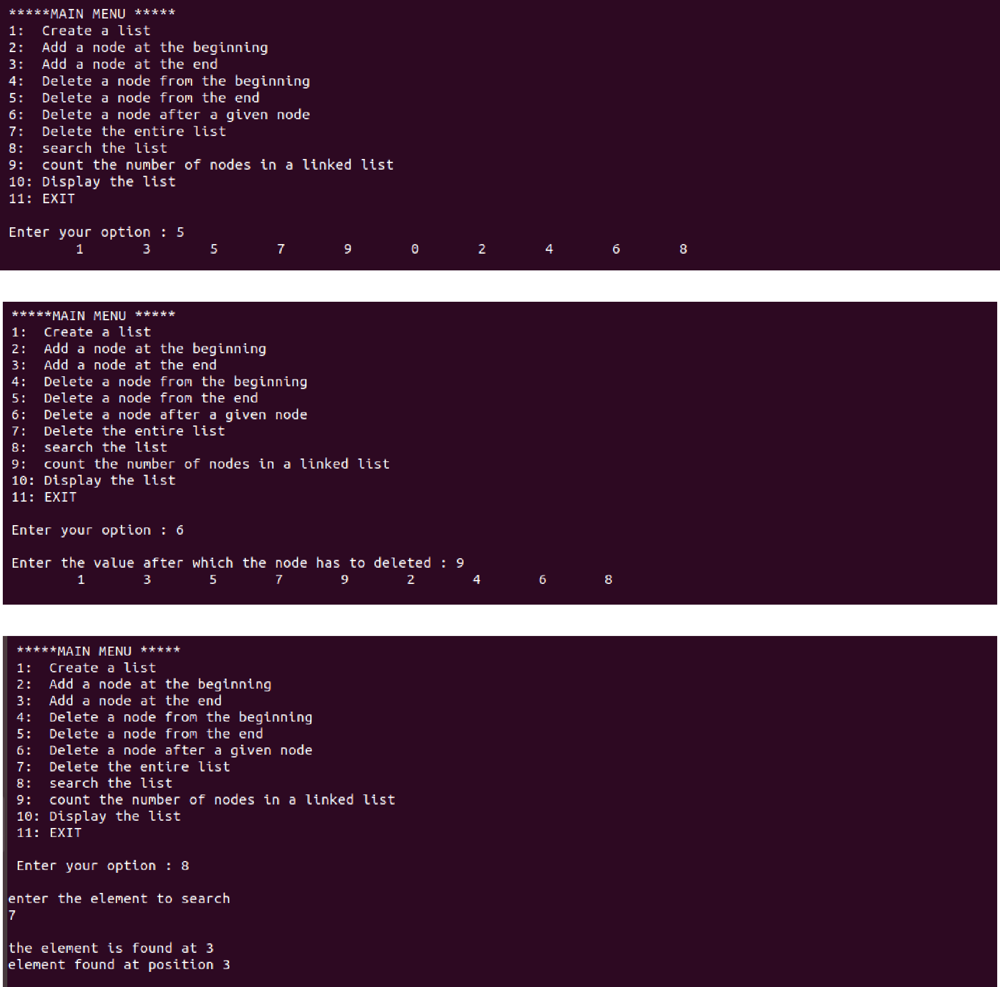 *****MAIN MENU *****
1:  Create a list
2:  Add a node at the beginning
3:  Add a node at the end
4:  Delete a node from the beginning
5:  Delete a node from the end
6:  Delete a node after a given node
7:  Delete the entire list
8:  search the list
9:  count the number of nodes in a linked list
10: Display the list
11: EXIT
Enter your option : 5
1 3 5 7 9 0 2 4 6 8
*****MAIN MENU *****
1:  Create a list
2:  Add a node at the beginning
3:  Add a node at the end
4:  Delete a node from the beginning
5:  Delete a node from the end
6:  Delete a node after a given node
7:  Delete the entire list
8:  search the list
9:  count the number of nodes in a linked list
10: Display the list
11: EXIT
Enter your option : 6
Enter the value after which the node has to deleted : 9
1 3 5 7 9 2 4 6 8
*****MAIN MENU *****
1:  Create a list
2:  Add a node at the beginning
3:  Add a node at the end
4:  Delete a node from the beginning
5:  Delete a node from the end
6:  Delete a node after a given node
7:  Delete the entire list
8:  search the list
9:  count the number of nodes in a linked list
10: Display the list
11: EXIT
Enter your option : 8
enter the element to search
7
the element is found at 3
element found at position 3